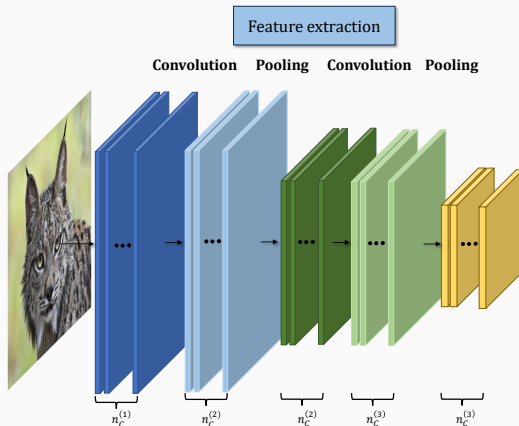 Feature extraction
Convolution Pooling Convolution Pooling
••• ••• ••• ••• •••
n_C^(1) n_C^(2) n_C^(2) n_C^(3) n_C^(3)